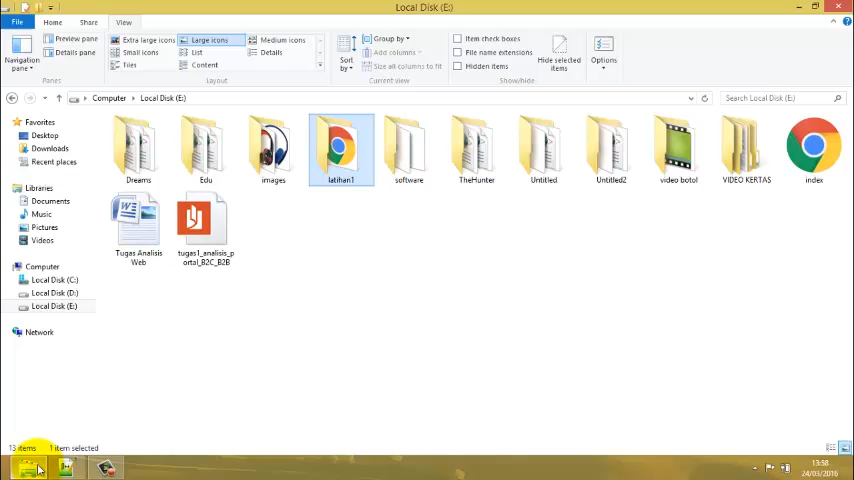 Local Disk (E:)
File
Home
Share
View
Navigation pane
Preview pane
Details pane
Panes
Extra large icons
Large icons
Medium icons
Small icons
List
Details
Tiles
Content
Layout
Sort by
Group by
Add columns
Size all columns to fit
Current view
Item check boxes
File name extensions
Hidden items
Show/hide
Hide selected items
Options
Computer
Local Disk (E:)
Search Local Disk (E:)
Favorites
Desktop
Downloads
Recent places
Libraries
Documents
Music
Pictures
Videos
Computer
Local Disk (C:)
Local Disk (D:)
Local Disk (E:)
Network
Dreams
Edu
images
latihan1
software
TheHunter
Untitled
Untitled2
video botol
VIDEO KERTAS
index
Tugas Analisis
Web
tugas1_analisis_p
ortal_B2C_B2B
13 items
1 item selected
13:58
24/03/2016